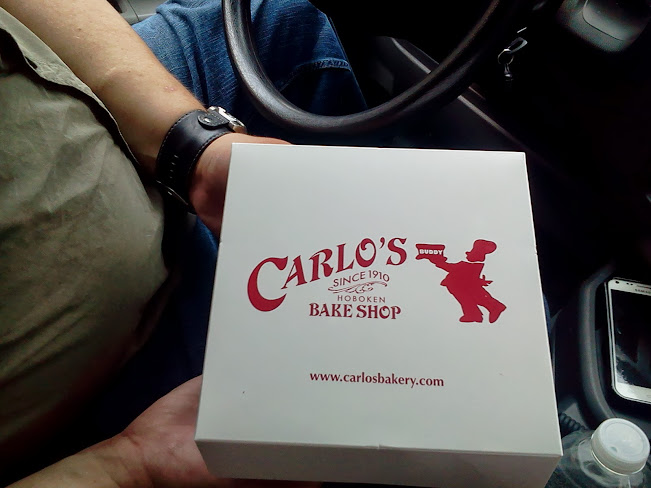 CARLO'S
BUDDY
SINCE 1910
HOBOKEN
BAKE SHOP
www.carlosbakery.com